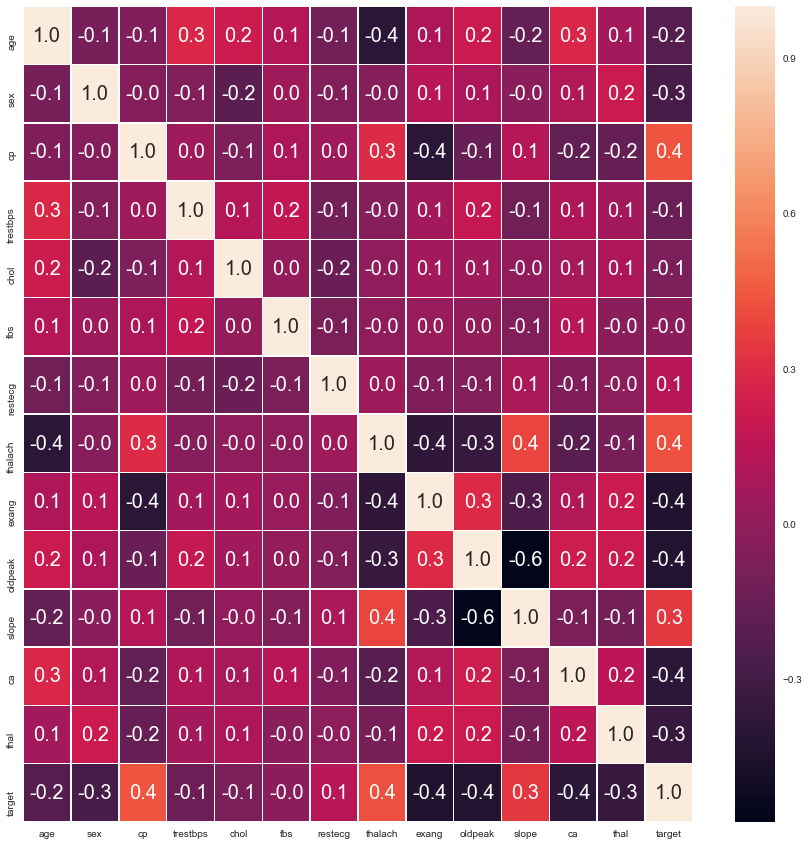 age 1.0 -0.1 -0.1 0.3 0.2 0.1 -0.1 -0.4 0.1 0.2 -0.2 0.3 0.1 -0.2
sex -0.1 1.0 -0.0 -0.1 -0.2 0.0 -0.1 -0.0 0.1 0.1 -0.0 0.1 0.2 -0.3
cp -0.1 -0.0 1.0 0.0 -0.1 0.1 0.0 0.3 -0.4 -0.1 0.1 -0.2 -0.2 0.4
trestbps 0.3 -0.1 0.0 1.0 0.1 0.2 -0.1 -0.0 0.1 0.2 -0.1 0.1 0.1 -0.1
chol 0.2 -0.2 -0.1 0.1 1.0 0.0 -0.2 -0.0 0.1 0.1 -0.0 0.1 0.1 -0.1
fbs 0.1 0.0 0.1 0.2 0.0 1.0 -0.1 -0.0 0.0 0.0 -0.1 0.1 -0.0 -0.0
restecg -0.1 -0.1 0.0 -0.1 -0.2 -0.1 1.0 0.0 -0.1 -0.1 0.1 -0.1 -0.0 0.1
thalach -0.4 -0.0 0.3 -0.0 -0.0 -0.0 0.0 1.0 -0.4 -0.3 0.4 -0.2 -0.1 0.4
exang 0.1 0.1 -0.4 0.1 0.1 0.0 -0.1 -0.4 1.0 0.3 -0.3 0.1 0.2 -0.4
oldpeak 0.2 0.1 -0.1 0.2 0.1 0.0 -0.1 -0.3 0.3 1.0 -0.6 0.2 0.2 -0.4
slope -0.2 -0.0 0.1 -0.1 -0.0 -0.1 0.1 0.4 -0.3 -0.6 1.0 -0.1 -0.1 0.3
ca 0.3 0.1 -0.2 0.1 0.1 0.1 -0.1 -0.2 0.1 0.2 -0.1 1.0 0.2 -0.4
thal 0.1 0.2 -0.2 0.1 0.1 -0.0 -0.0 -0.1 0.2 0.2 -0.1 0.2 1.0 -0.3
target -0.2 -0.3 0.4 -0.1 -0.1 -0.0 0.1 0.4 -0.4 -0.4 0.3 -0.4 -0.3 1.0
age sex cp trestbps chol fbs restecg thalach exang oldpeak slope ca thal target
0.9
0.6
0.3
0.0
−0.3